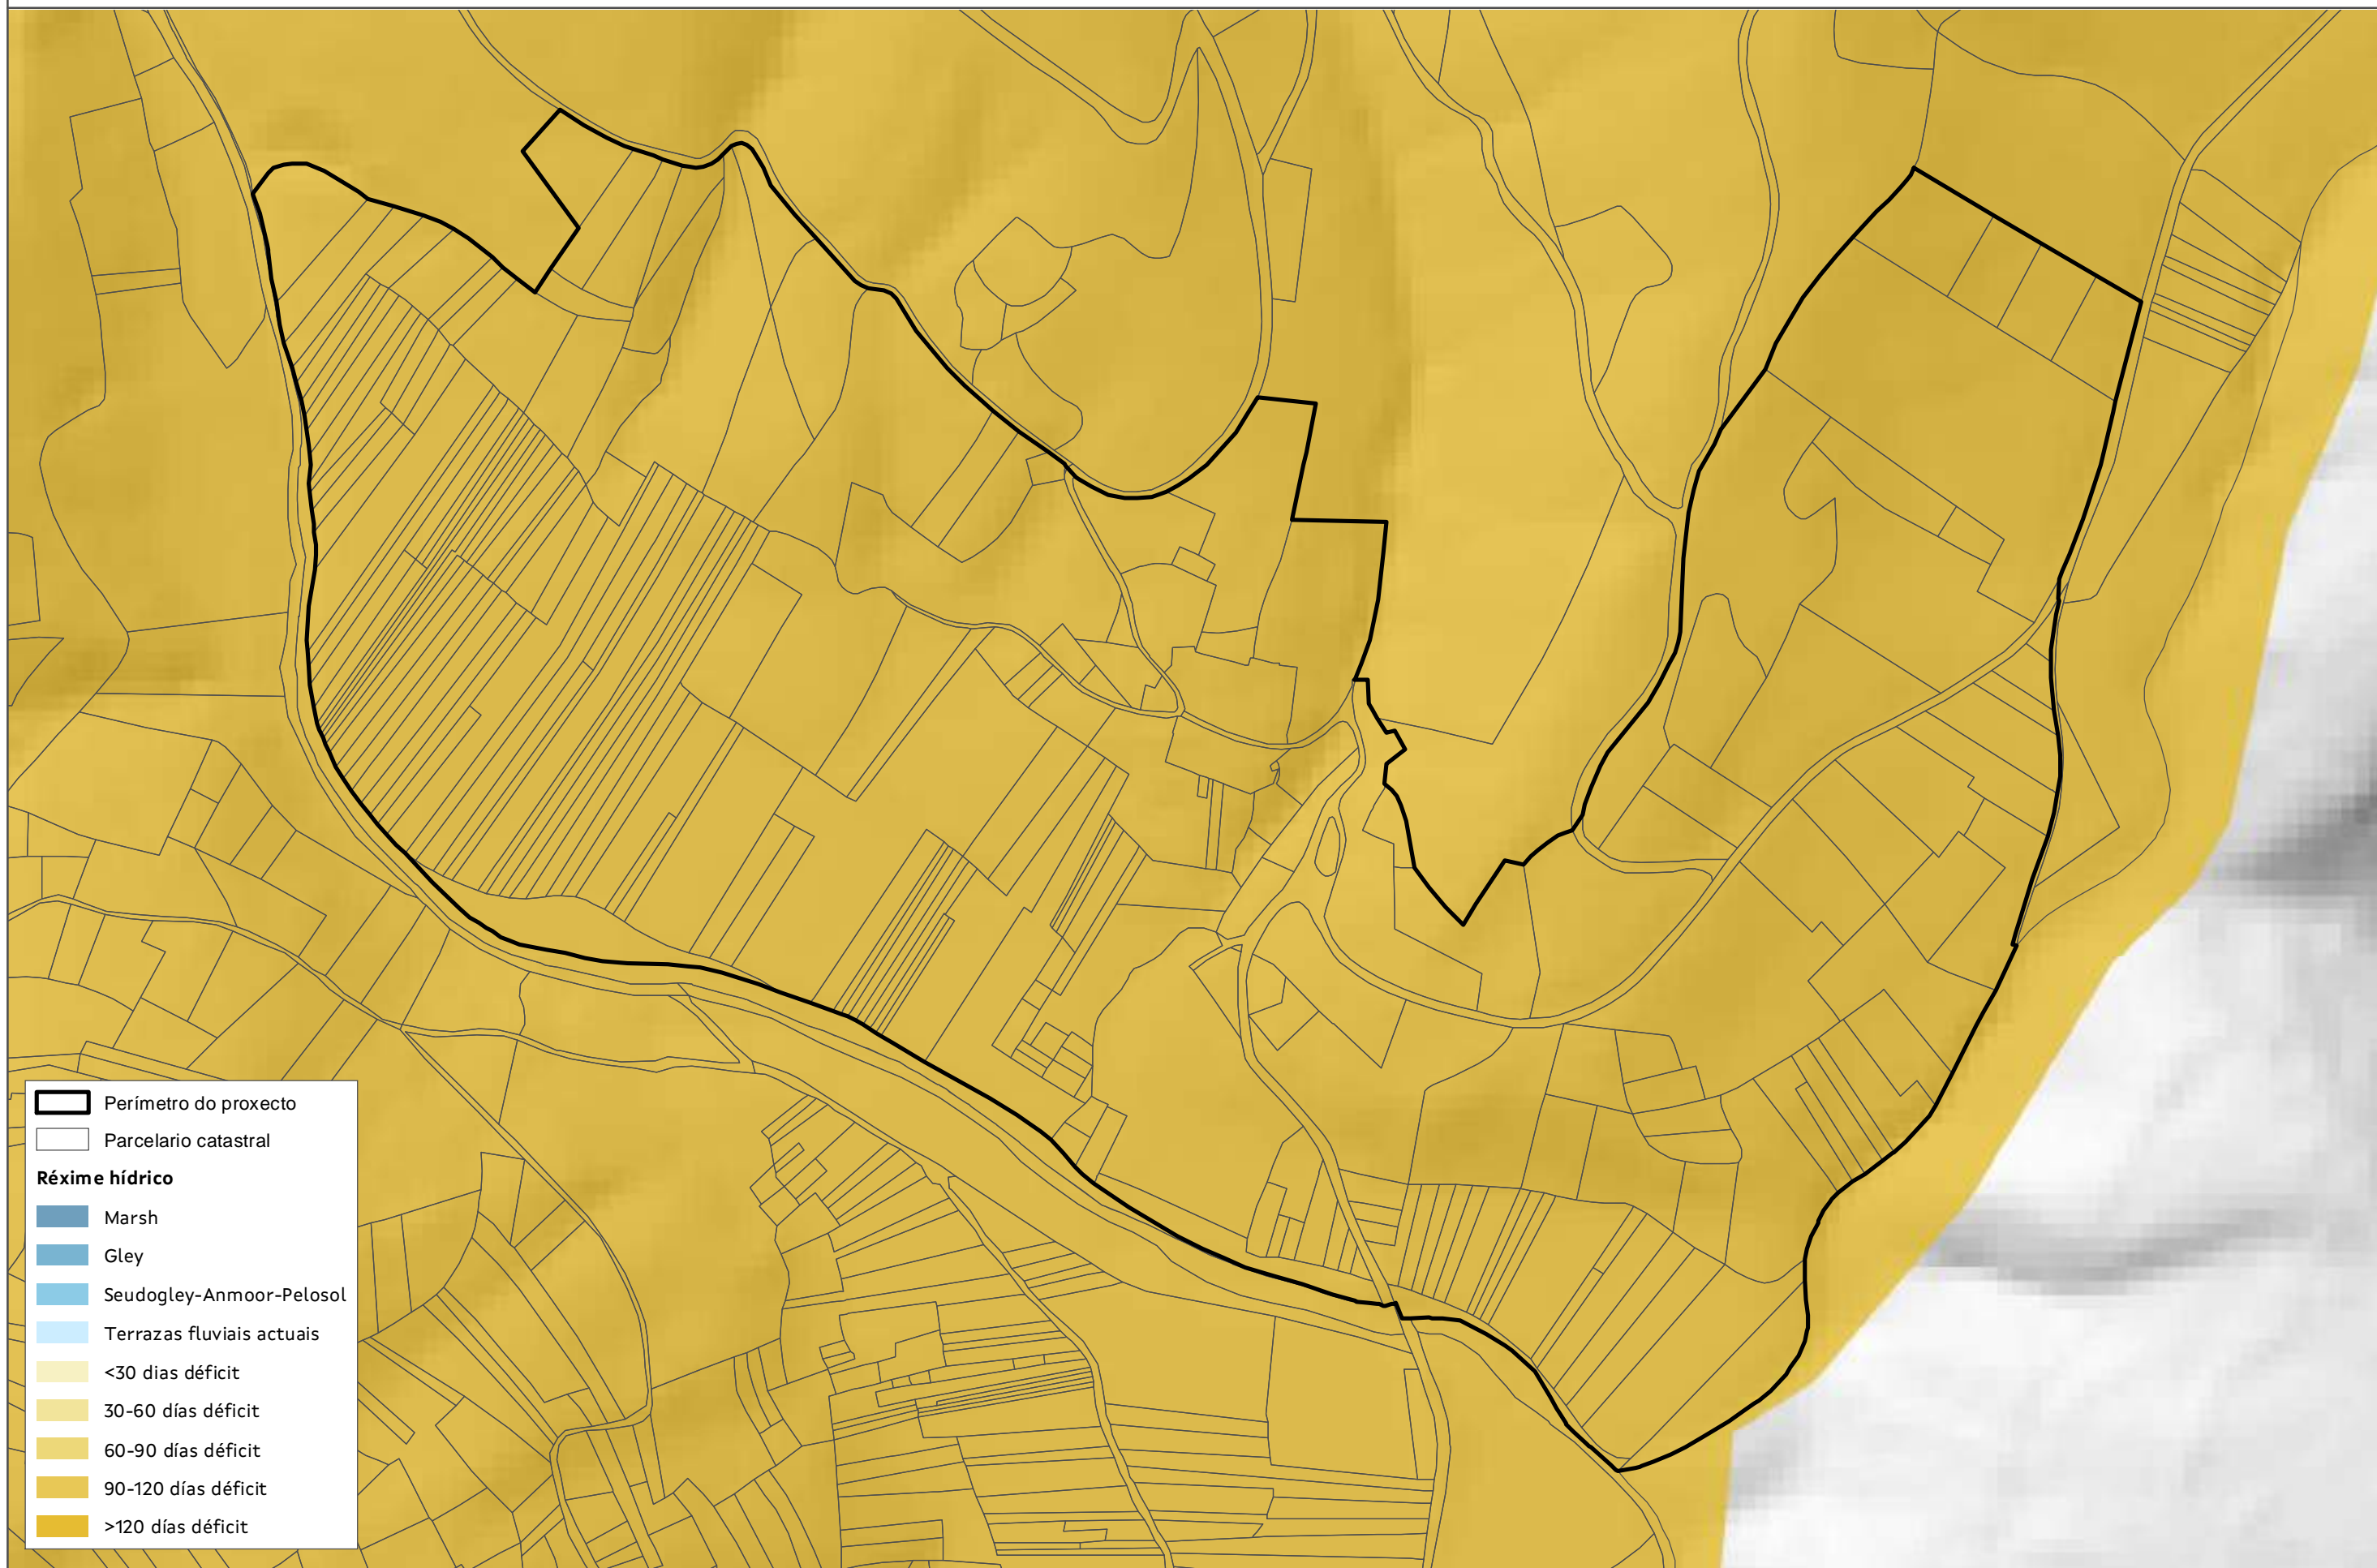 Perímetro do proxecto
Parcelario catastral
Réxime hídrico
Marsh
Gley
Seudogley-Anmoor-Pelosol
Terrazas fluviais actuais
<30 dias déficit
30-60 días déficit
60-90 días déficit
90-120 días déficit
>120 días déficit